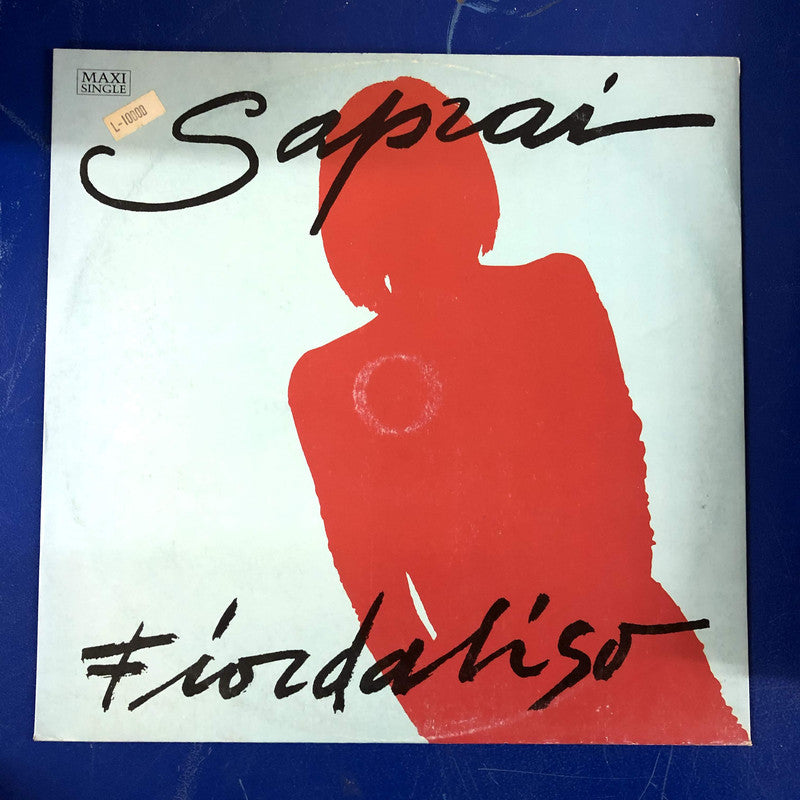 MAXI
SINGLE
L-10000
Saprai
Fiordaliso